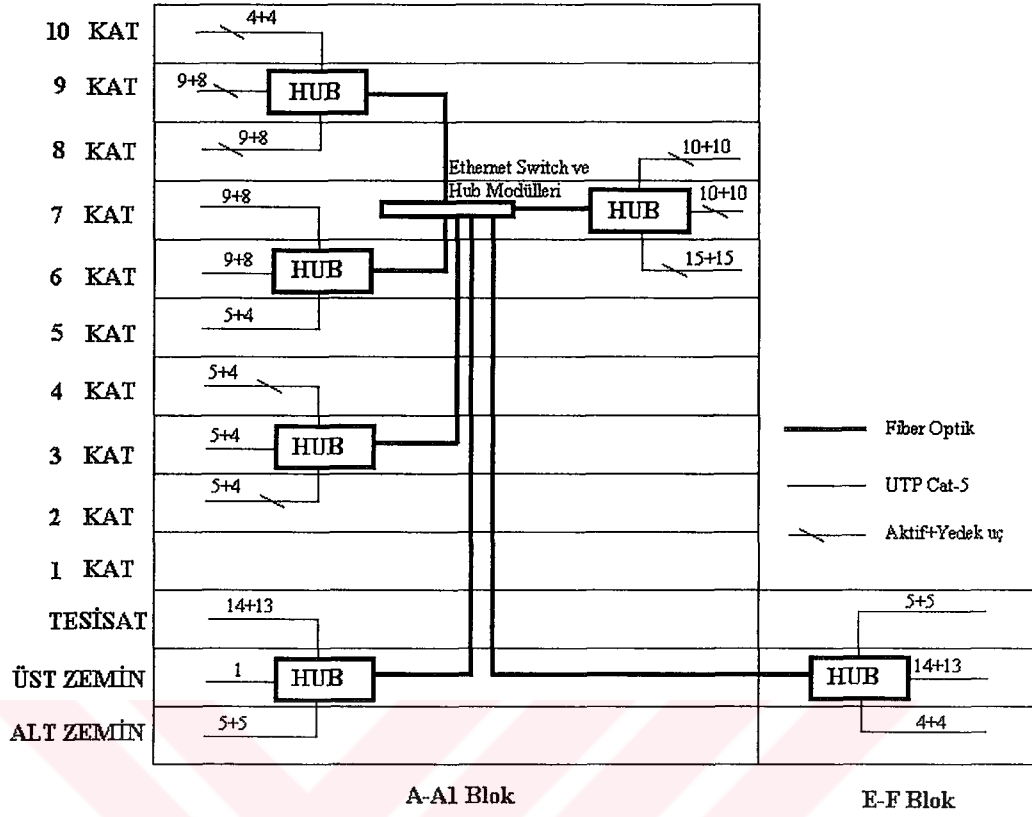 10 KAT
4+4
9 KAT
9+8
HUB
8 KAT
9+8
Ethernet Switch ve
Hub Modülleri
10+10
7 KAT
9+8
HUB
10+10
6 KAT
9+8
HUB
15+15
5 KAT
5+4
4 KAT
5+4
3 KAT
5+4
HUB
2 KAT
5+4
1 KAT
Fiber Optik
UTP Cat-5
Aktif+Yedek uç
TESİSAT
14+13
5+5
ÜST ZEMİN
1
HUB
HUB
14+13
ALT ZEMİN
5+5
4+4
A-A1 Blok
E-F Blok